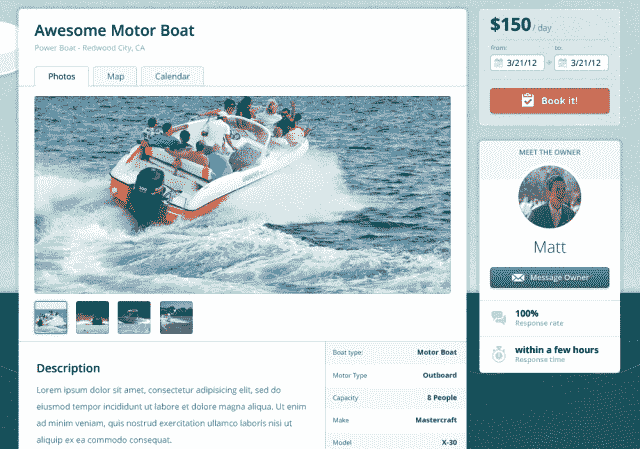 Awesome Motor Boat
Power Boat - Redwood City, CA
Photos
Map
Calendar
Description
Lorem ipsum dolor sit amet, consectetur adipisicing elit, sed do
eiusmod tempor incididunt ut labore et dolore magna aliqua. Ut enim
ad minim veniam, quis nostrud exercitation ullamco laboris nisi ut
aliquip ex ea commodo consequat.
Boat type: Motor Boat
Motor Type Outboard
Capacity 8 People
Make Mastercraft
Model X-30
$150 / day
from: to:
3/21/12 3/21/12
Book it!
MEET THE OWNER
Matt
Message Owner
100%
Response rate
within a few hours
Response time